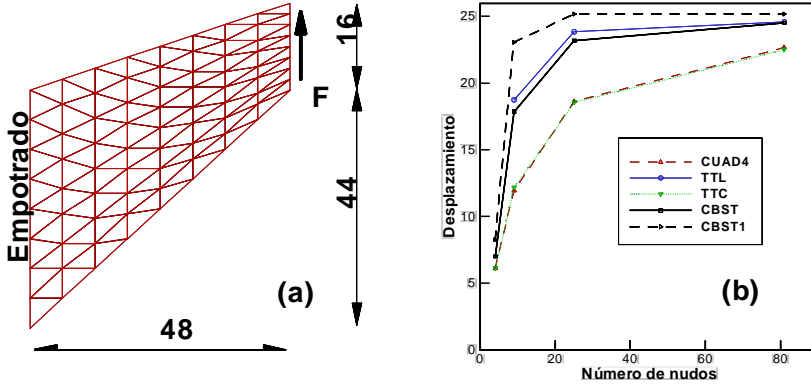 16
F
Empotrado
44
(a)
48
Desplazamiento
25
20
15
10
5
0
0
20
40
60
80
Número de nudos
CUAD4
TTL
TTC
CBST
CBST1
(b)